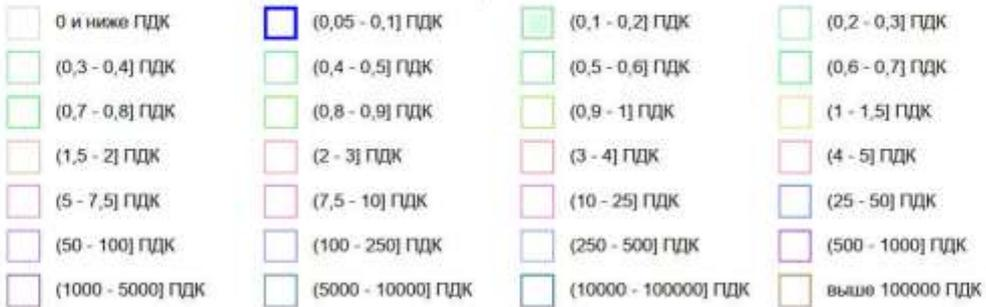 0 и ниже ПДК (0,05 - 0,1] ПДК (0,1 - 0,2] ПДК (0,2 - 0,3] ПДК
(0,3 - 0,4] ПДК (0,4 - 0,5] ПДК (0,5 - 0,6] ПДК (0,6 - 0,7] ПДК
(0,7 - 0,8] ПДК (0,8 - 0,9] ПДК (0,9 - 1] ПДК (1 - 1,5] ПДК
(1,5 - 2] ПДК (2 - 3] ПДК (3 - 4] ПДК (4 - 5] ПДК
(5 - 7,5] ПДК (7,5 - 10] ПДК (10 - 25] ПДК (25 - 50] ПДК
(50 - 100] ПДК (100 - 250] ПДК (250 - 500] ПДК (500 - 1000] ПДК
(1000 - 5000] ПДК (5000 - 10000] ПДК (10000 - 100000] ПДК выше 100000 ПДК